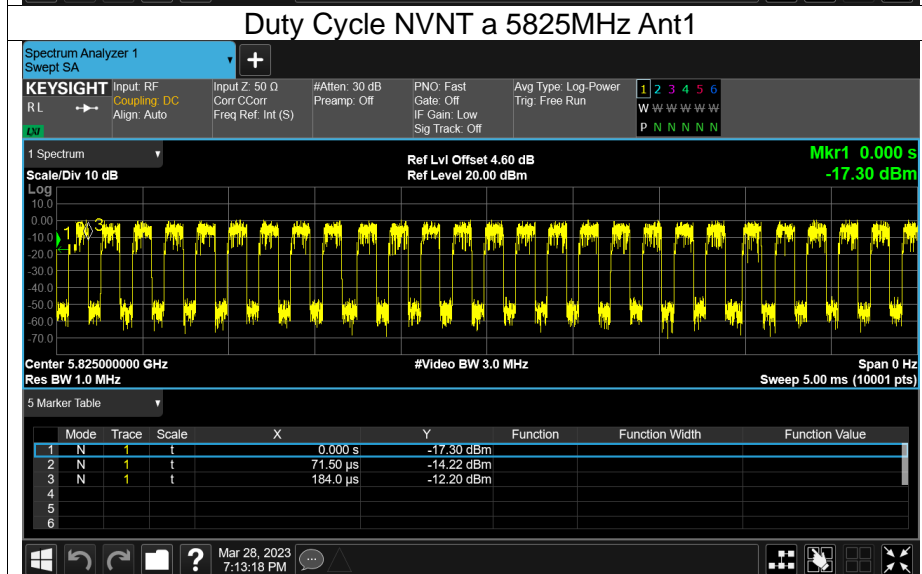 Duty Cycle NVNT a 5825MHz Ant1
Spectrum Analyzer 1
Swept SA
+
KEYSIGHT Input: RF Input Z: 50 Ω #Atten: 30 dB PNO: Fast Avg Type: Log-Power 1 2 3 4 5 6
RL Coupling: DC Corr CCorr Preamp: Off Gate: Off Trig: Free Run W W W W W W
Align: Auto Freq Ref: Int (S) IF Gain: Low
LXI Sig Track: Off P N N N N N
1 Spectrum Ref Lvl Offset 4.60 dB Mkr1 0.000 s
Scale/Div 10 dB Ref Level 20.00 dBm -17.30 dBm
Log
10.0
0.00
-10.0
-20.0
-30.0
-40.0
-50.0
-60.0
-70.0
1 3
Center 5.825000000 GHz #Video BW 3.0 MHz Span 0 Hz
Res BW 1.0 MHz Sweep 5.00 ms (10001 pts)
5 Marker Table
Mode Trace Scale X Y Function Function Width Function Value
1 N 1 t 0.000 s -17.30 dBm
2 N 1 t 71.50 µs -14.22 dBm
3 N 1 t 184.0 µs -12.20 dBm
4
5
6
? Mar 28, 2023
7:13:18 PM